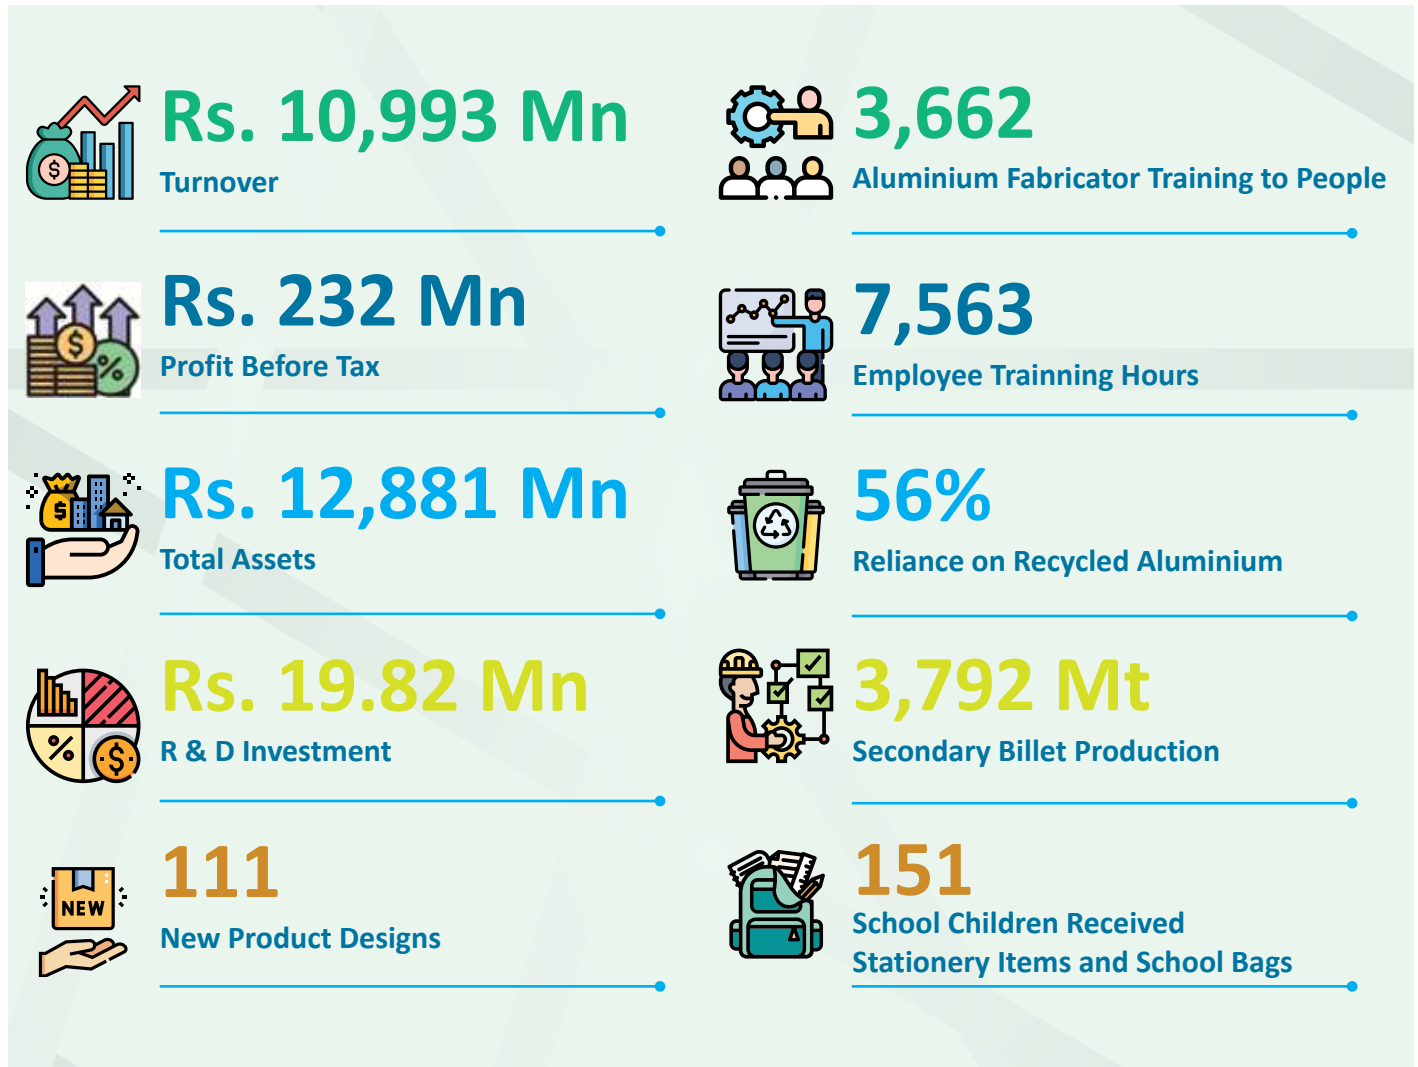 Rs. 10,993 Mn
Turnover
Rs. 232 Mn
Profit Before Tax
Rs. 12,881 Mn
Total Assets
Rs. 19.82 Mn
R & D Investment
NEW
111
New Product Designs
3,662
Aluminium Fabricator Training to People
7,563
Employee Trainning Hours
56%
Reliance on Recycled Aluminium
3,792 Mt
Secondary Billet Production
151
School Children Received
Stationery Items and School Bags